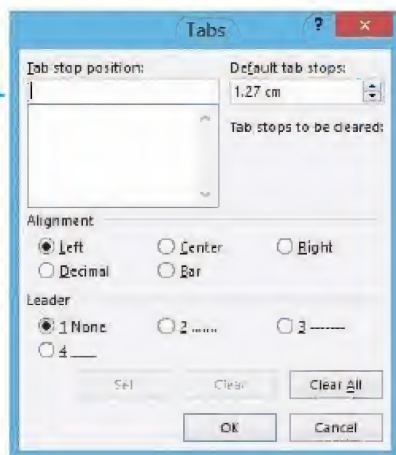 Tabs ? ×
Tab stop position: Default tab stops:
1.27 cm
Tab stops to be cleared:
Alignment
Left Center Right
Decimal Bar
Leader
1 None 2 ....... 3 -------
4 ___
Set Clear Clear All
OK Cancel